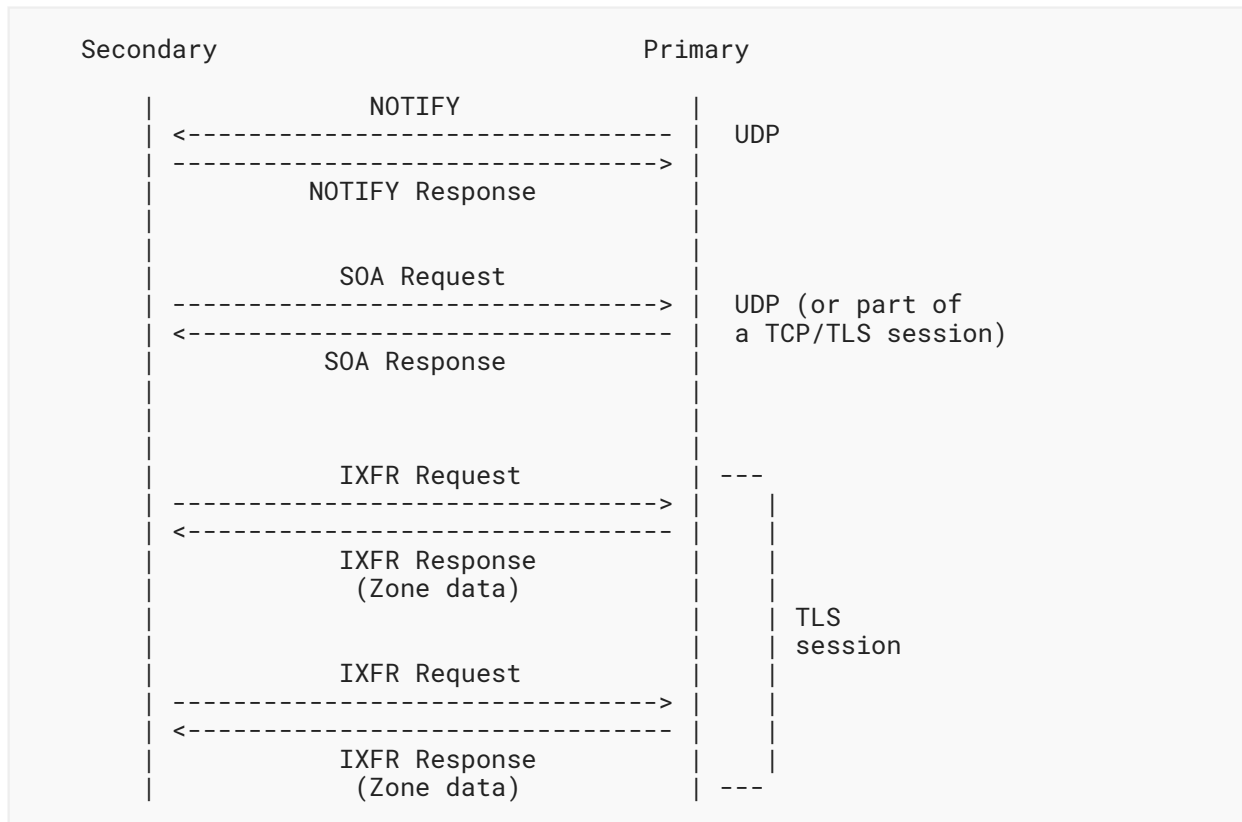 Secondary Primary
NOTIFY
UDP
NOTIFY Response
SOA Request
UDP (or part of
a TCP/TLS session)
SOA Response
IXFR Request
IXFR Response
(Zone data)
TLS
session
IXFR Request
IXFR Response
(Zone data)